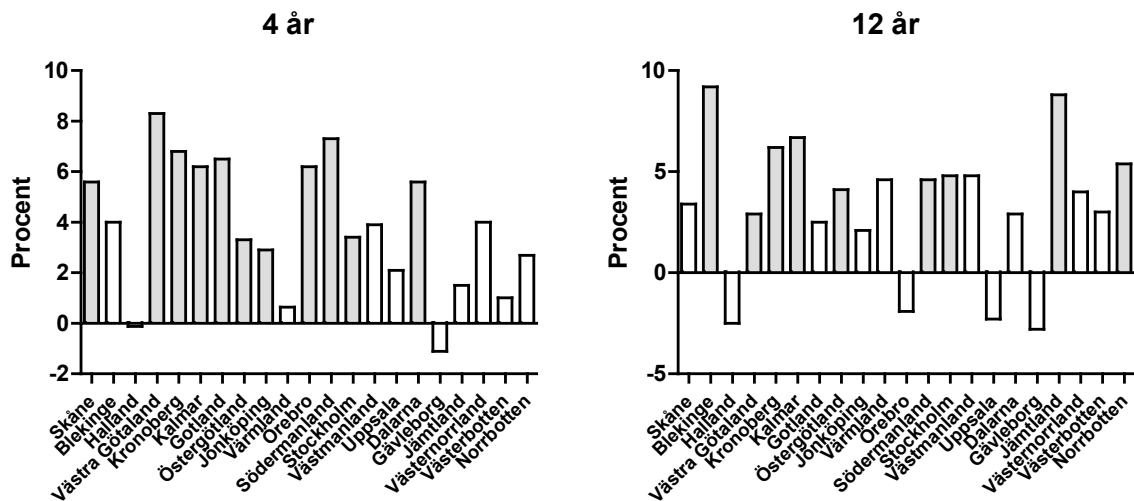 4 år
Procent
10
8
6
4
2
0
-2
Skåne
Blekinge
Halland
Västra Götaland
Kronoberg
Kalmar
Gotland
Östergötland
Jönköping
Värmland
Örebro
Södermanland
Stockholm
Västmanland
Uppsala
Dalarna
Gävleborg
Jämtland
Västernorrland
Västerbotten
Norrbotten
12 år
Procent
10
5
0
-5
Skåne
Blekinge
Halland
Västra Götaland
Kronoberg
Kalmar
Östergötland
Jönköping
Värmland
Örebro
Södermanland
Stockholm
Västmanland
Uppsala
Dalarna
Gävleborg
Jämtland
Västernorrland
Västerbotten
Norrbotten